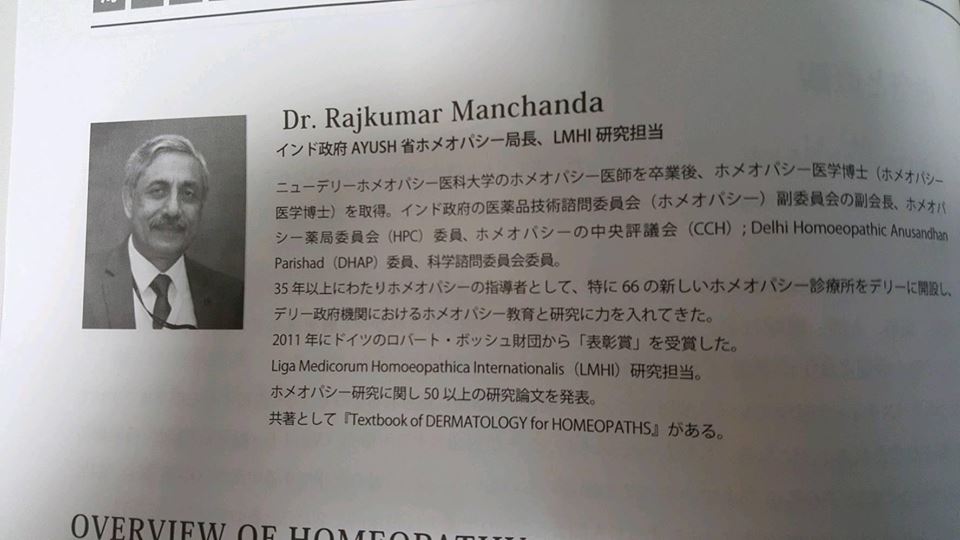 Dr. Rajkumar Manchanda
インド政府 AYUSH 省ホメオパシー局長、LMHI 研究担当
ニューデリーホメオパシー医科大学のホメオパシー医師を卒業後、ホメオパシー医学博士（ホメオパシー
医学博士）を取得。インド政府の医薬品技術諮問委員会（ホメオパシー）副委員会の副会長、ホメオパ
シー薬局委員会（HPC）委員、ホメオパシーの中央評議会（CCH）; Delhi Homoeopathic Anusandhan
Parishad（DHAP）委員、科学諮問委員会委員。
35 年以上にわたりホメオパシーの指導者として、特に 66 の新しいホメオパシー診療所をデリーに開設し、
デリー政府機関におけるホメオパシー教育と研究に力を入れてきた。
2011 年にドイツのロバート・ボッシュ財団から「表彰賞」を受賞した。
Liga Medicorum Homoeopathica Internationalis（LMHI）研究担当。
ホメオパシー研究に関し 50 以上の研究論文を発表。
共著として『Textbook of DERMATOLOGY for HOMEOPATHS』がある。
OVERVIEW OF HOMEOPATHY